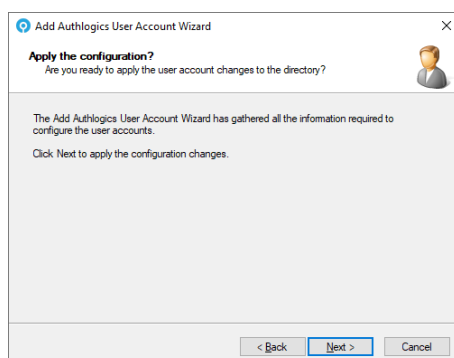 Add Authlogics User Account Wizard
Apply the configuration?
Are you ready to apply the user account changes to the directory?
The Add Authlogics User Account Wizard has gathered all the information required to
configure the user accounts.
Click Next to apply the configuration changes.
< Back Next > Cancel